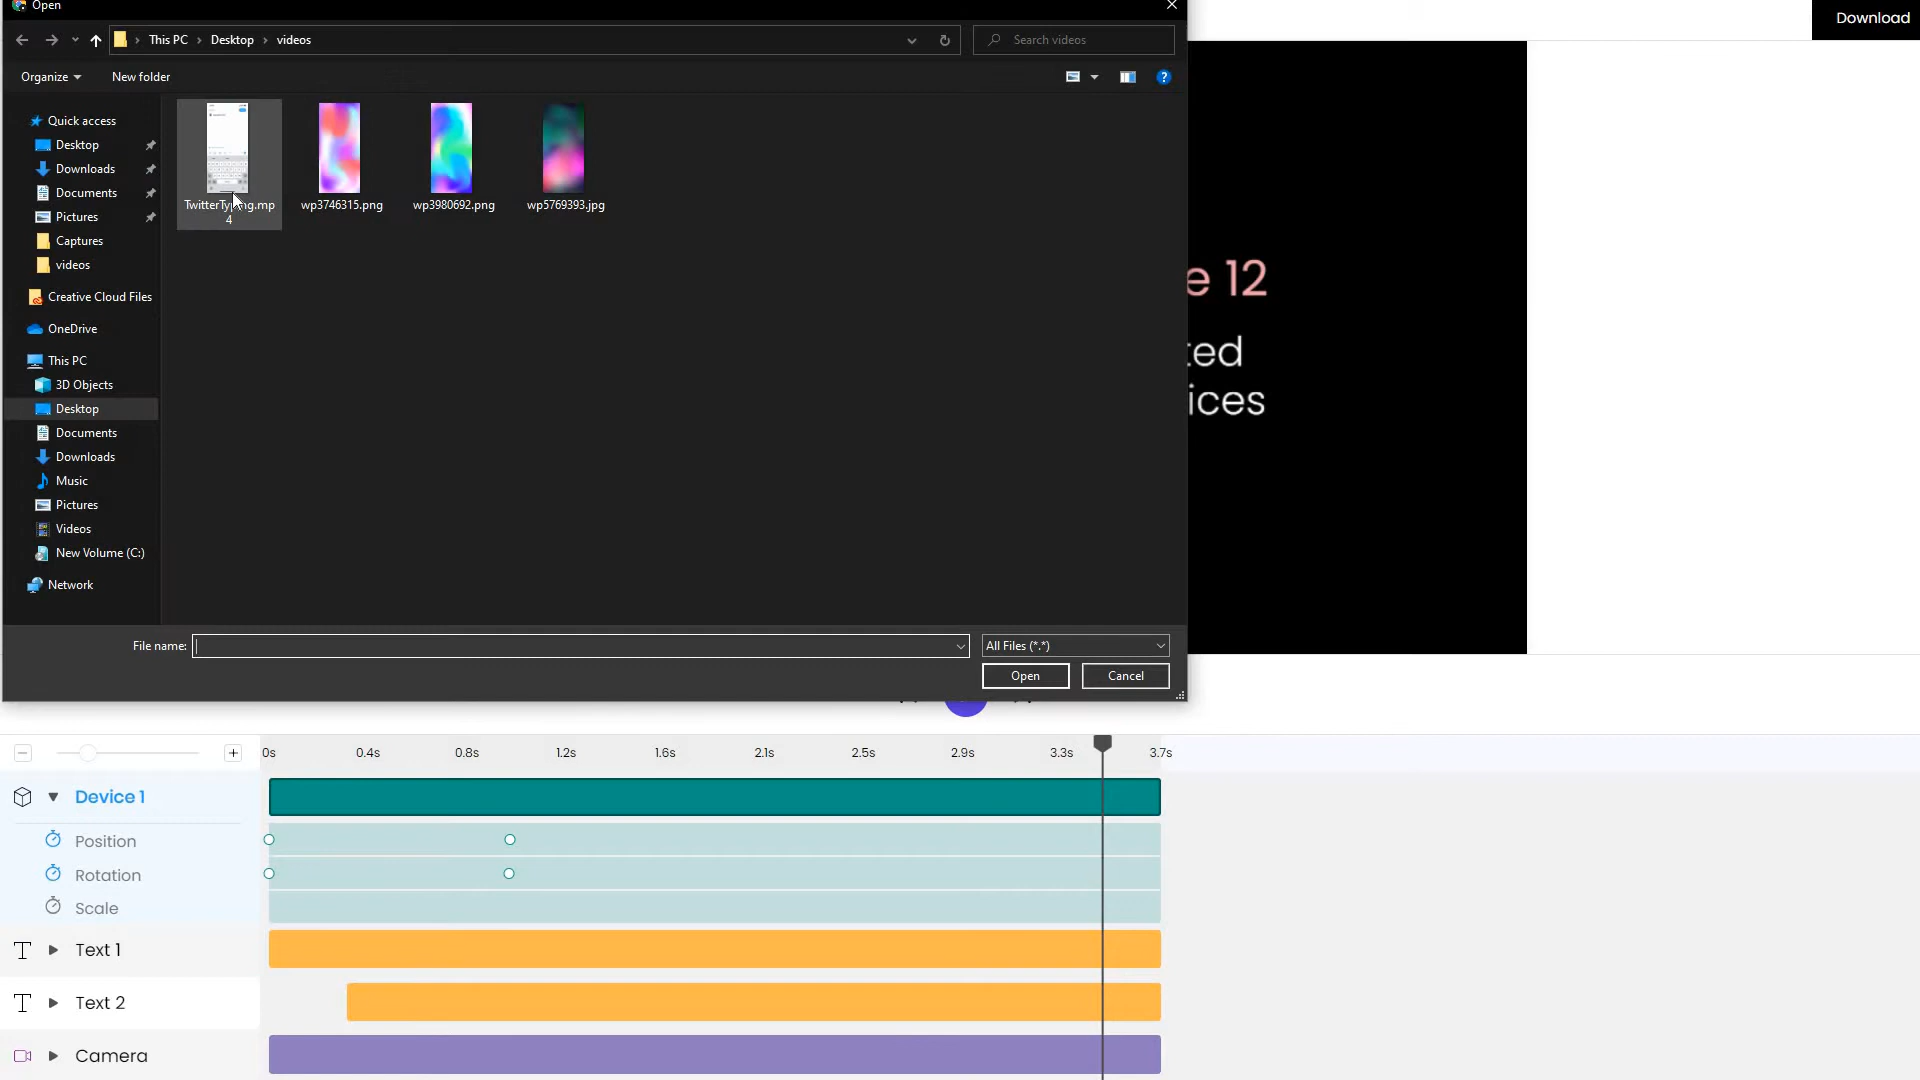 Open
Download
This PC
Desktop
videos
Search videos
Organize
New folder
Quick access
Desktop
Downloads
Documents
Pictures
Captures
videos
Creative Cloud Files
OneDrive
This PC
3D Objects
Desktop
Documents
Downloads
Music
Pictures
Videos
New Volume (C:)
Network
TwitterTyping.mp
4
wp3746315.png
wp3980692.png
wp5769393.jpg
e 12
ted
ices
File name:
All Files (*.*)
Open
Cancel
0s
0.4s
0.8s
1.2s
1.6s
2.1s
2.5s
2.9s
3.3s
3.7s
Device 1
Position
Rotation
Scale
T
Text 1
T
Text 2
Camera